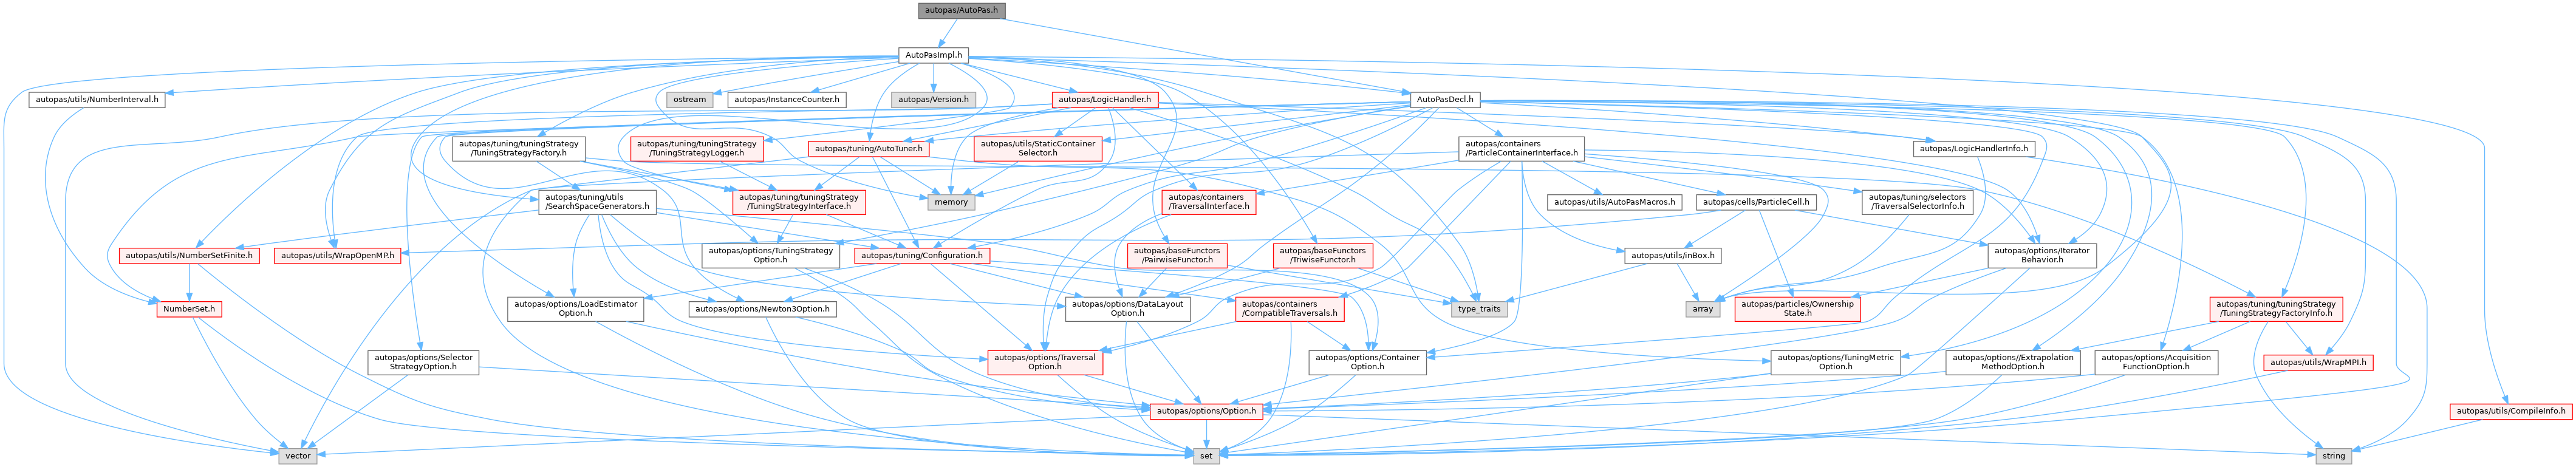 autopas/AutoPas.h
AutoPasImpl.h
autopas/utils/NumberInterval.h
ostream
autopas/InstanceCounter.h
autopas/Version.h
autopas/LogicHandler.h
AutoPasDecl.h
autopas/tuning/tuningStrategy
/TuningStrategyFactory.h
autopas/tuning/tuningStrategy
/TuningStrategyLogger.h
autopas/tuning/AutoTuner.h
autopas/utils/StaticContainer
Selector.h
autopas/containers
/ParticleContainerInterface.h
autopas/LogicHandlerInfo.h
autopas/tuning/utils
/SearchSpaceGenerators.h
autopas/tuning/tuningStrategy
/TuningStrategyInterface.h
memory
autopas/containers
/TraversalInterface.h
autopas/utils/AutoPasMacros.h
autopas/cells/ParticleCell.h
autopas/tuning/selectors
/TraversalSelectorInfo.h
autopas/utils/NumberSetFinite.h
autopas/utils/WrapOpenMP.h
autopas/options/TuningStrategy
Option.h
autopas/tuning/Configuration.h
autopas/baseFunctors
/PairwiseFunctor.h
autopas/baseFunctors
/TriwiseFunctor.h
autopas/utils/inBox.h
autopas/options/Iterator
Behavior.h
NumberSet.h
autopas/options/LoadEstimator
Option.h
autopas/options/Newton3Option.h
autopas/options/DataLayout
Option.h
autopas/containers
/CompatibleTraversals.h
type_traits
array
autopas/particles/Ownership
State.h
autopas/tuning/tuningStrategy
/TuningStrategyFactoryInfo.h
autopas/options/Selector
StrategyOption.h
autopas/options/Traversal
Option.h
autopas/options/Container
Option.h
autopas/options/TuningMetric
Option.h
autopas/options//Extrapolation
MethodOption.h
autopas/options/Acquisition
FunctionOption.h
autopas/utils/WrapMPI.h
autopas/options/Option.h
autopas/utils/CompileInfo.h
vector
set
string